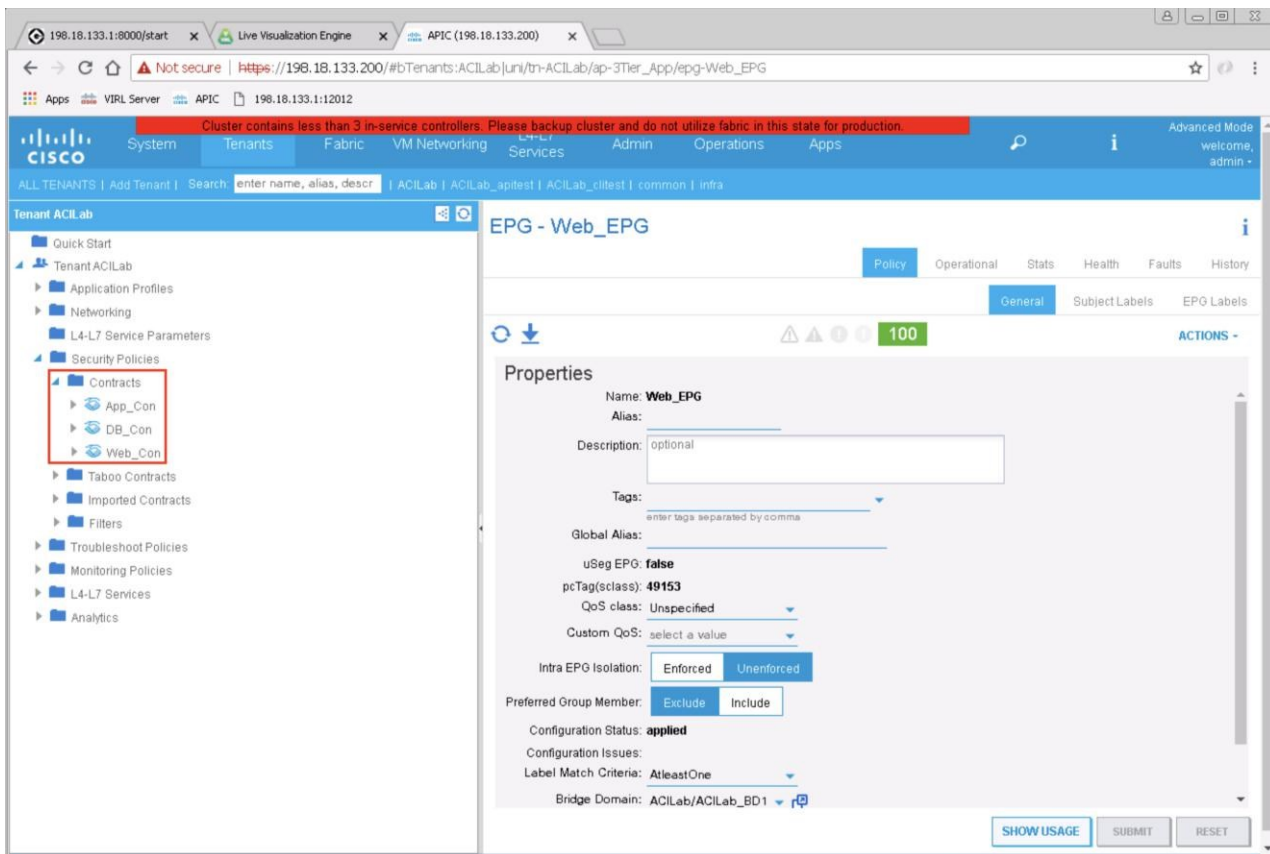 198.18.133.1:8000/start x Live Visualization Engine x APIC (198.18.133.200) x
Not secure | https://198.18.133.200/#bTenants:ACILab|uni/tn-ACILab/ap-3Tier_App/epg-Web_EPG
Apps VIRL Server APIC 198.18.133.1:12012
Cluster contains less than 3 in-service controllers. Please backup cluster and do not utilize fabric in this state for production.
CISCO System Tenants Fabric VM Networking L4-L7 Services Admin Operations Apps i Advanced Mode
welcome,
admin
ALL TENANTS | Add Tenant | Search: enter name, alias, descr | ACILab | ACILab_apitest | ACILab_clitest | common | infra
Tenant ACILab
Quick Start
Tenant ACILab
Application Profiles
Networking
L4-L7 Service Parameters
Security Policies
Contracts
App_Con
DB_Con
Web_Con
Taboo Contracts
Imported Contracts
Filters
Troubleshoot Policies
Monitoring Policies
L4-L7 Services
Analytics
EPG - Web_EPG i
Policy Operational Stats Health Faults History
General Subject Labels EPG Labels
100 ACTIONS
Properties
Name: Web_EPG
Alias:
Description: optional
Tags:
enter tags separated by comma
Global Alias:
uSeg EPG: false
pcTag(sclass): 49153
QoS class: Unspecified
Custom QoS: select a value
Intra EPG Isolation: Enforced Unenforced
Preferred Group Member: Exclude Include
Configuration Status: applied
Configuration Issues:
Label Match Criteria: AtleastOne
Bridge Domain: ACILab/ACILab_BD1
SHOW USAGE SUBMIT RESET